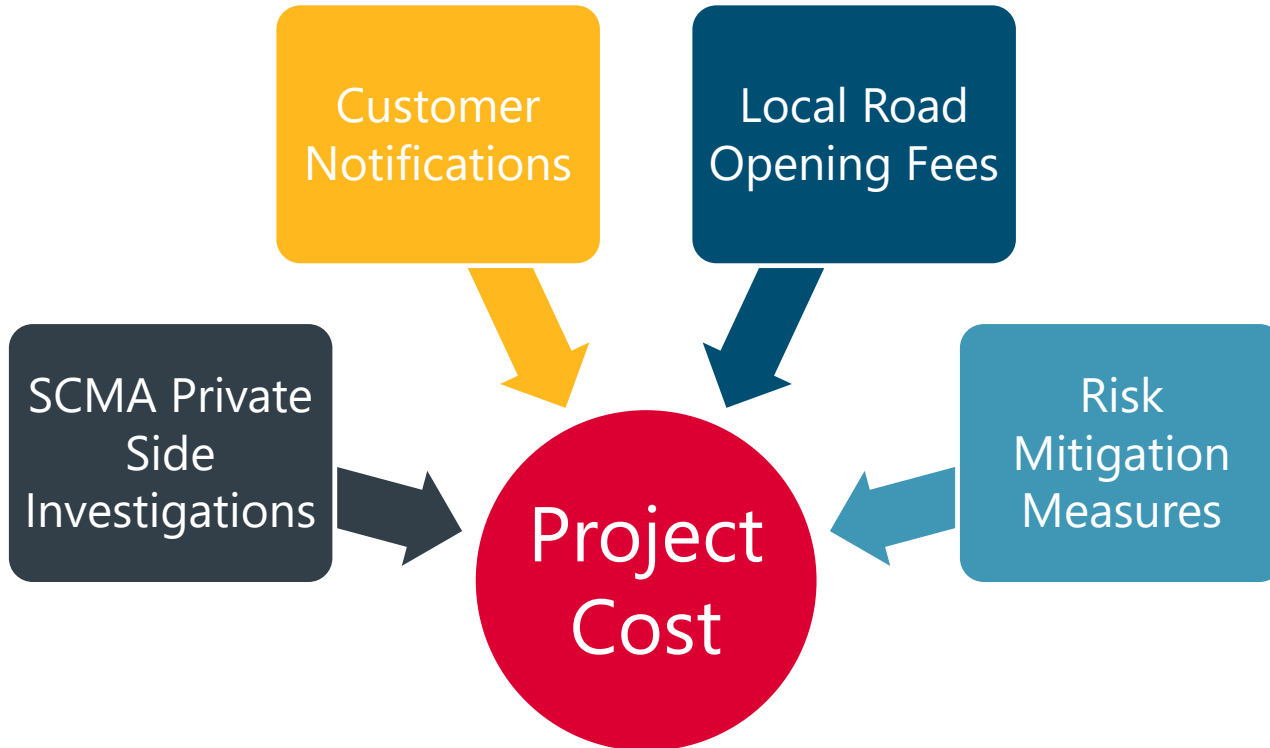 Customer
Notifications
Local Road
Opening Fees
SCMA Private
Side
Investigations
Risk
Mitigation
Measures
Project
Cost